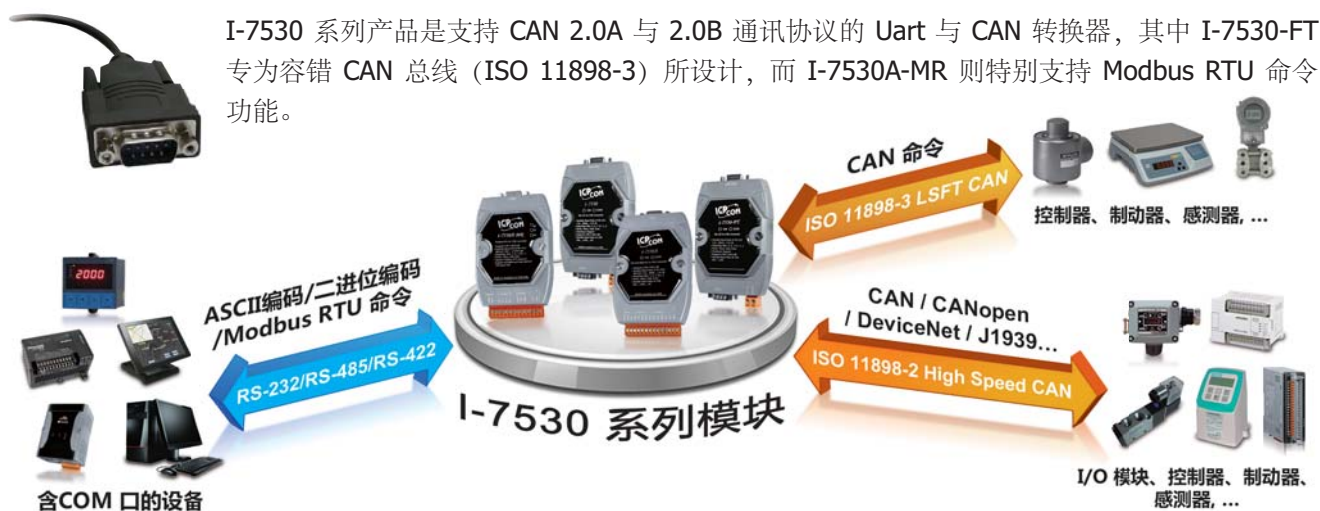 I-7530 系列产品是支持 CAN 2.0A 与 2.0B 通讯协议的 Uart 与 CAN 转换器，其中 I-7530-FT
专为容错 CAN 总线（ISO 11898-3）所设计，而 I-7530A-MR 则特别支持 Modbus RTU 命令
功能。
CAN 命令
ISO 11898-3 LSFT CAN
控制器、制动器、感测器, ...
ASCII编码/二进位编码
/Modbus RTU 命令
RS-232/RS-485/RS-422
2000
含COM 口的设备
I-7530 系列模块
CAN / CANopen
/ DeviceNet / J1939...
ISO 11898-2 High Speed CAN
I/O 模块、控制器、制动器、
感测器, ...